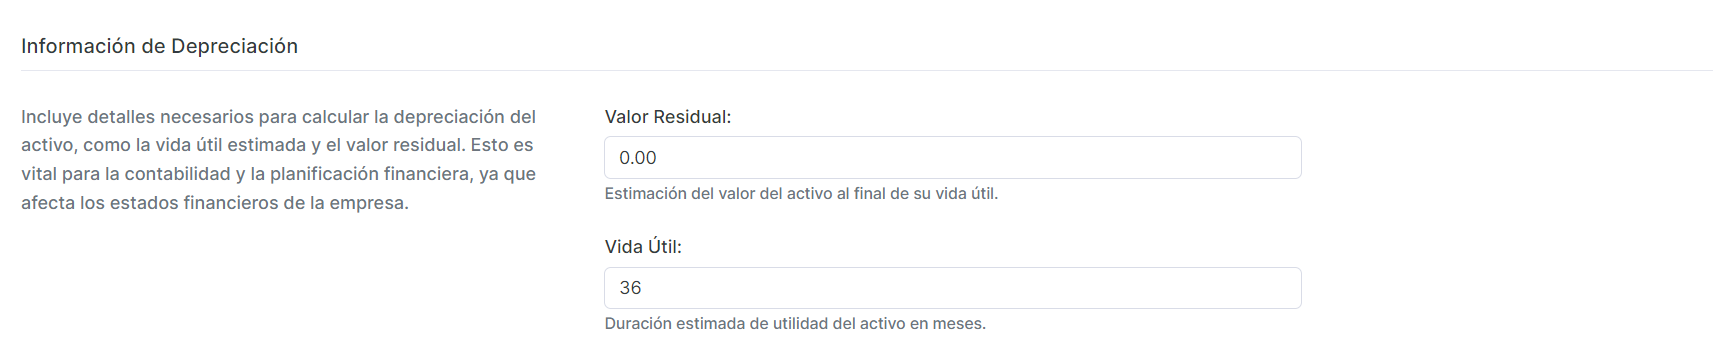 Información de Depreciación
Incluye detalles necesarios para calcular la depreciación del
activo, como la vida útil estimada y el valor residual. Esto es
vital para la contabilidad y la planificación financiera, ya que
afecta los estados financieros de la empresa.
Valor Residual:
0.00
Estimación del valor del activo al final de su vida útil.
Vida Útil:
36
Duración estimada de utilidad del activo en meses.